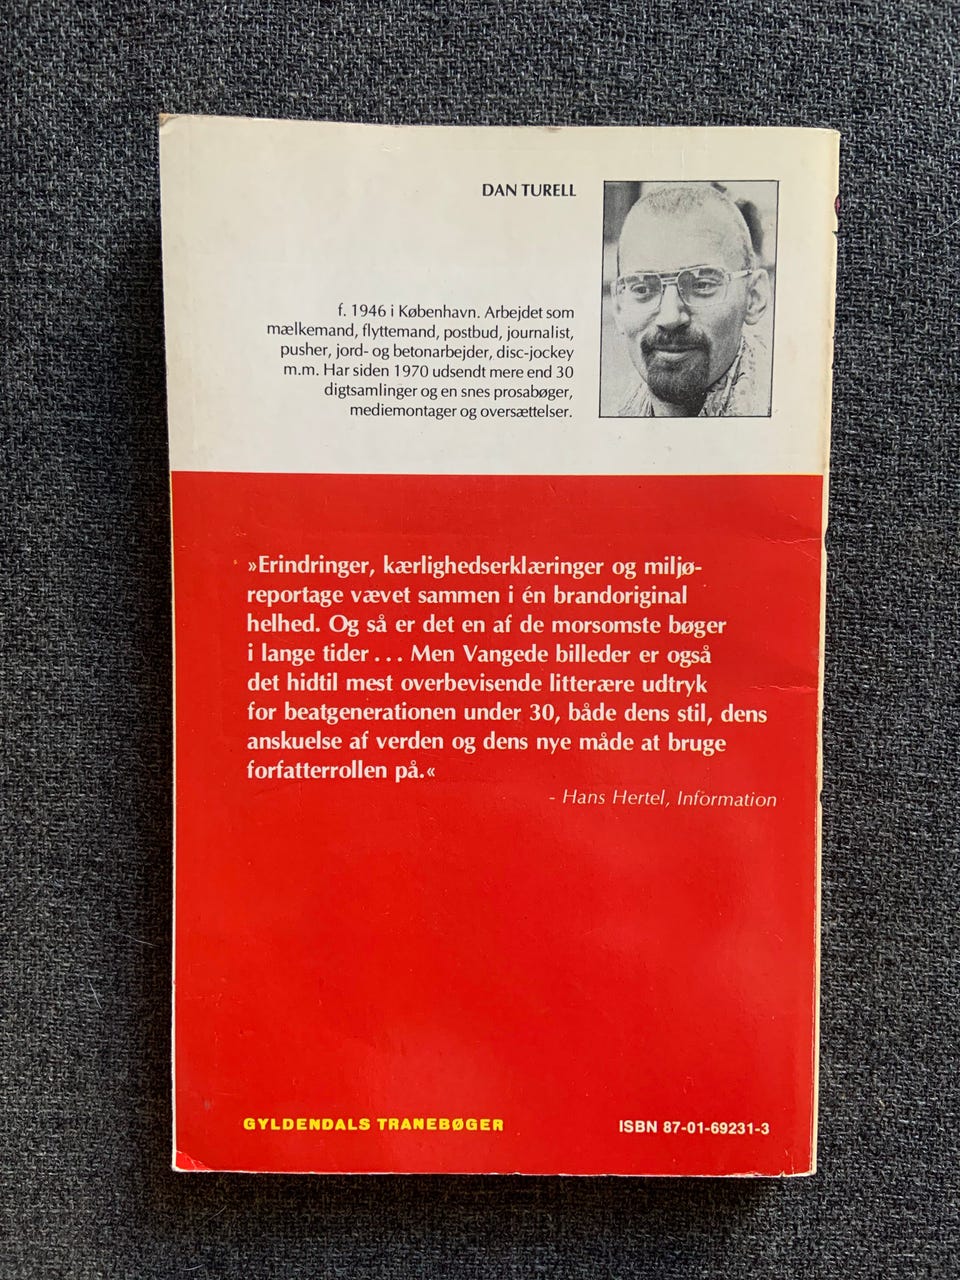 DAN TURELL
f. 1946 i København. Arbejdet som
mælkemand, flyttemand, postbud, journalist,
pusher, jord- og betonarbejder, disc-jockey
m.m. Har siden 1970 udsendt mere end 30
digtsamlinger og en snes prosabøger,
mediemontager og oversættelser.
»Erindringer, kærlighedserklæringer og miljø-
reportage vævet sammen i én brandoriginal
helhed. Og så er det en af de morsomste bøger
i lange tider ... Men Vangede billeder er også
det hidtil mest overbevisende litterære udtryk
for beatgenerationen under 30, både dens stil, dens
anskuelse af verden og dens nye måde at bruge
forfatterrollen på.«
- Hans Hertel, Information
GYLDENDALS TRANEBØGER
ISBN 87-01-69231-3